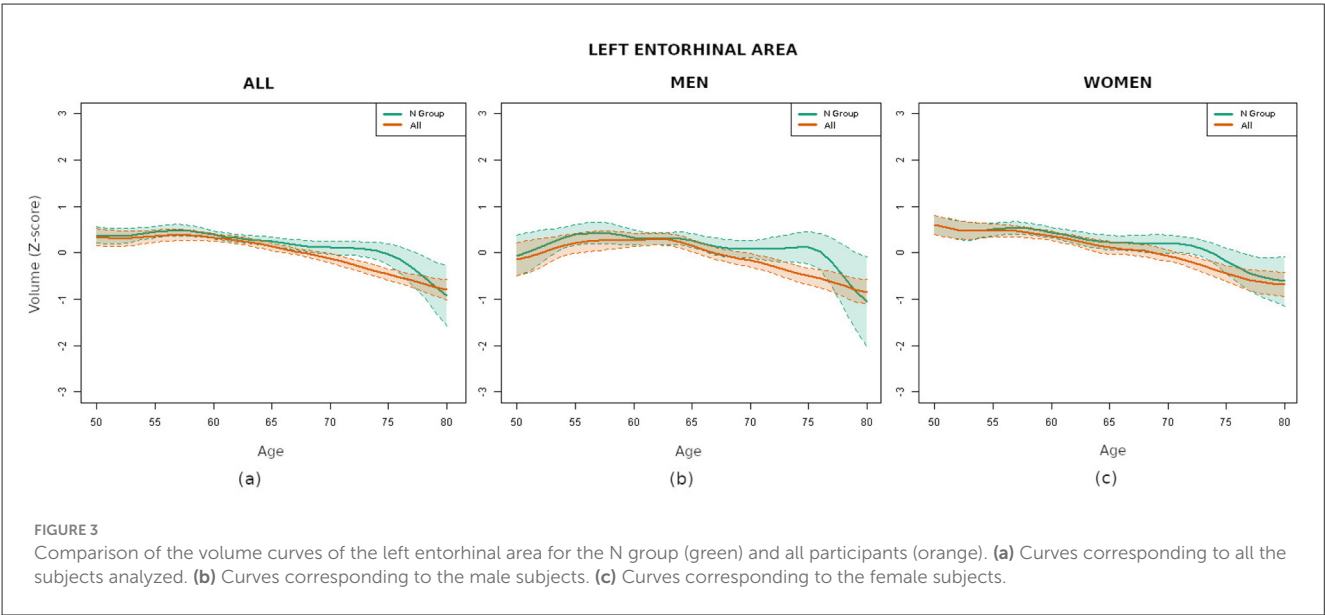 LEFT ENTORHINAL AREA
ALL
MEN
WOMEN
Volume (Z-score)
3
2
1
0
-1
-2
-3
N Group
All
50 55 60 65 70 75 80
Age
(a)
3
2
1
0
-1
-2
-3
N Group
All
50 55 60 65 70 75 80
Age
(b)
3
2
1
0
-1
-2
-3
N Group
All
50 55 60 65 70 75 80
Age
(c)
FIGURE 3
Comparison of the volume curves of the left entorhinal area for the N group (green) and all participants (orange). (a) Curves corresponding to all the
subjects analyzed. (b) Curves corresponding to the male subjects. (c) Curves corresponding to the female subjects.